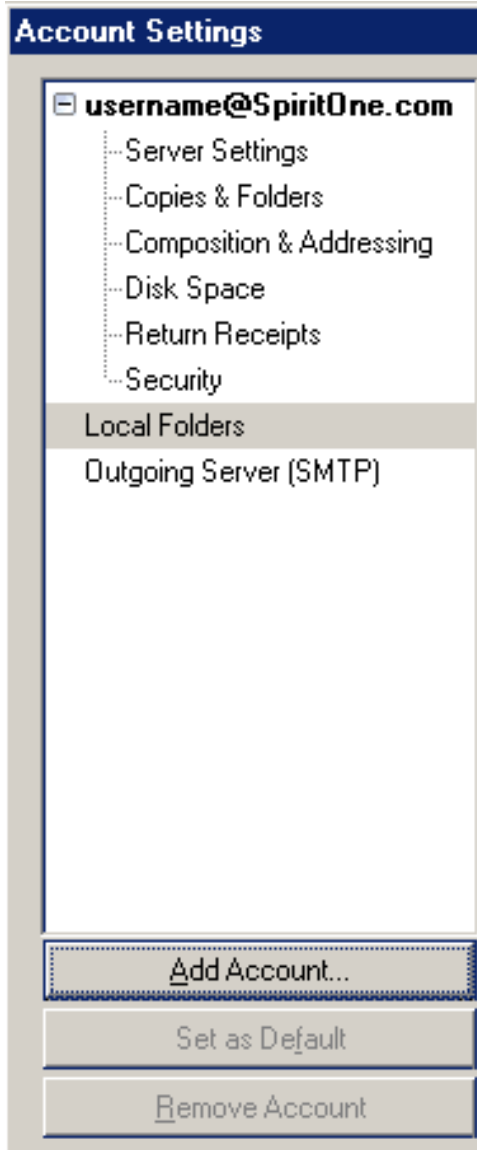 Account Settings
username@SpiritOne.com
Server Settings
Copies & Folders
Composition & Addressing
Disk Space
Return Receipts
Security
Local Folders
Outgoing Server (SMTP)
Add Account...
Set as Default
Remove Account